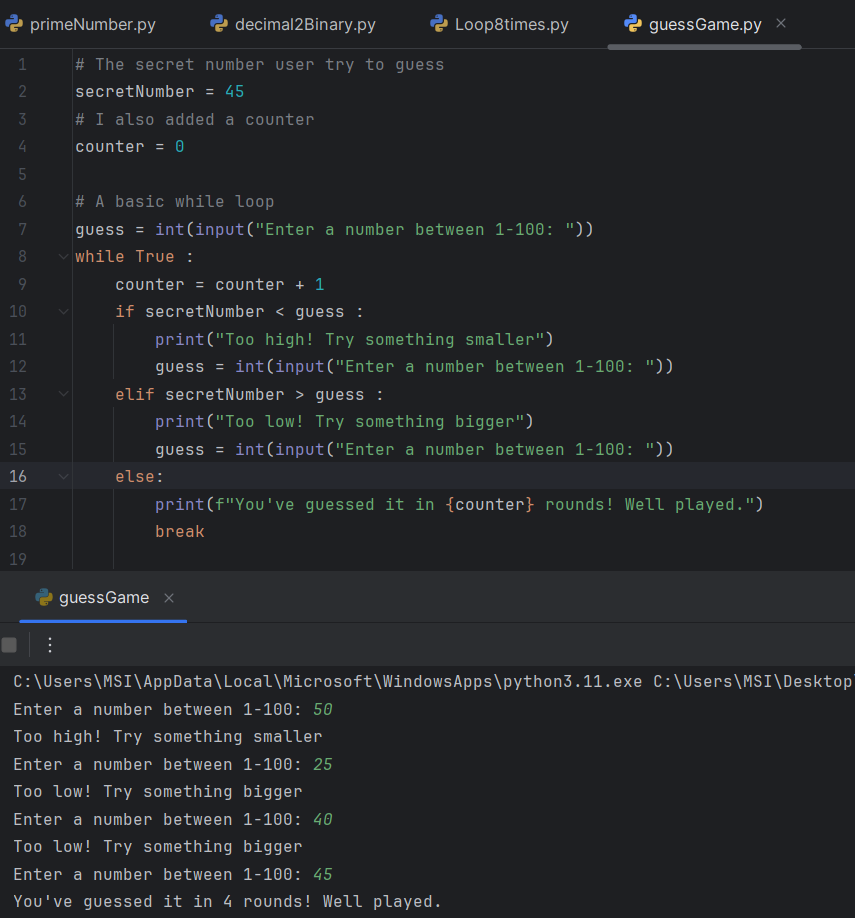 primeNumber.py decimal2Binary.py Loop8times.py guessGame.py
1 # The secret number user try to guess
2 secretNumber = 45
3 # I also added a counter
4 counter = 0
5
6 # A basic while loop
7 guess = int(input("Enter a number between 1-100: "))
8 while True :
9     counter = counter + 1
10     if secretNumber < guess :
11         print("Too high! Try something smaller")
12         guess = int(input("Enter a number between 1-100: "))
13     elif secretNumber > guess :
14         print("Too low! Try something bigger")
15         guess = int(input("Enter a number between 1-100: "))
16     else:
17         print(f"You've guessed it in {counter} rounds! Well played.")
18         break
19
guessGame
C:\Users\MSI\AppData\Local\Microsoft\WindowsApps\python3.11.exe C:\Users\MSI\Desktop
Enter a number between 1-100: 50
Too high! Try something smaller
Enter a number between 1-100: 25
Too low! Try something bigger
Enter a number between 1-100: 40
Too low! Try something bigger
Enter a number between 1-100: 45
You've guessed it in 4 rounds! Well played.